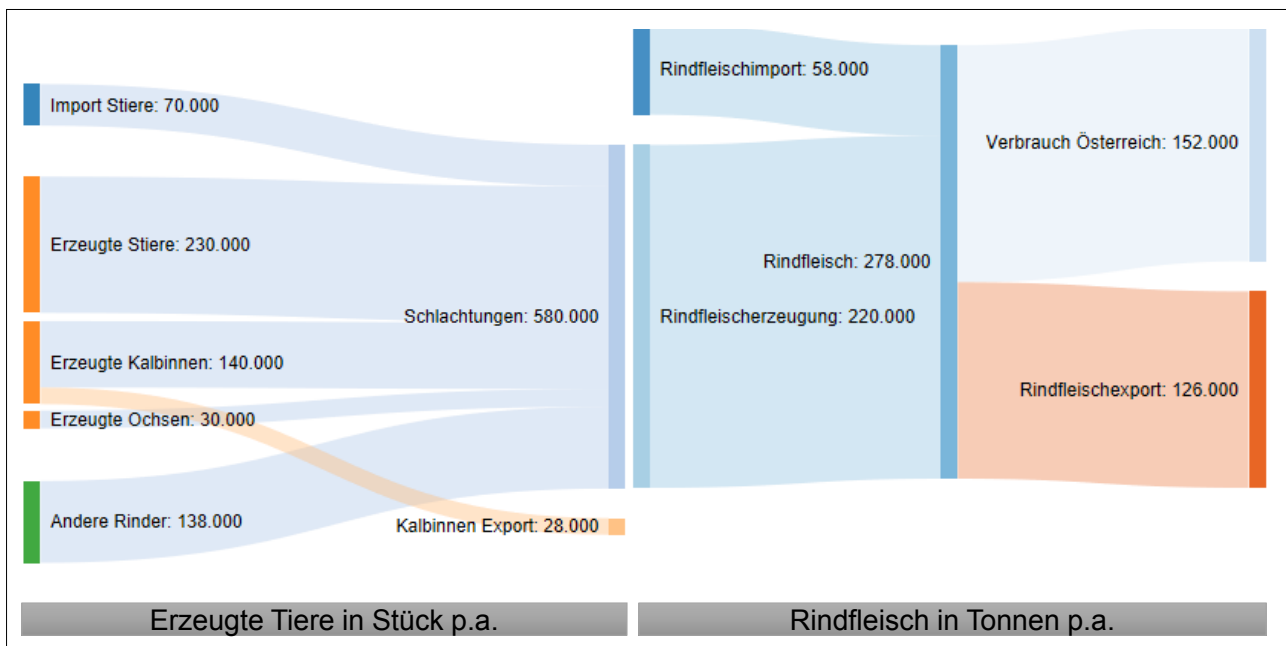 Import Stiere: 70.000
Erzeugte Stiere: 230.000
Erzeugte Kalbinnen: 140.000
Erzeugte Ochsen: 30.000
Andere Rinder: 138.000
Schlachtungen: 580.000
Kalbinnen Export: 28.000
Erzeugte Tiere in Stück p.a.
Rindfleischimport: 58.000
Rindfleischerzeugung: 220.000
Rindfleisch: 278.000
Verbrauch Österreich: 152.000
Rindfleischexport: 126.000
Rindfleisch in Tonnen p.a.